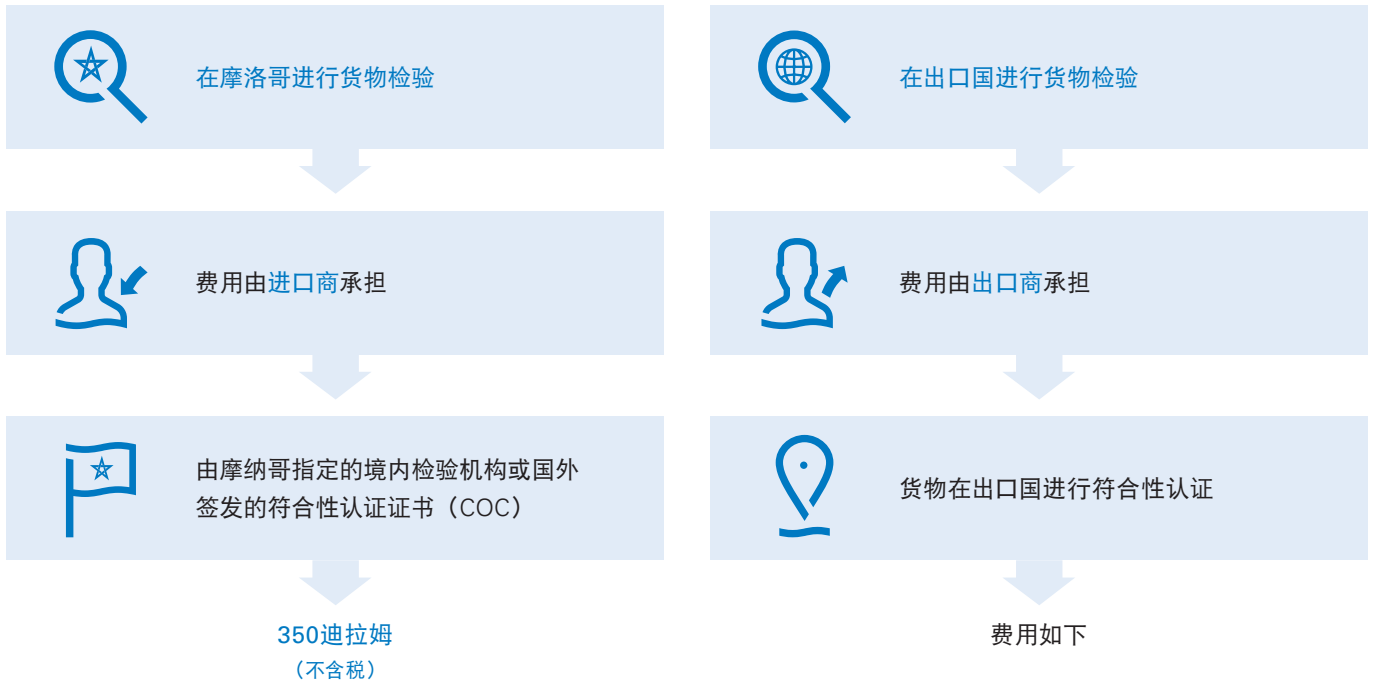 在摩洛哥进行货物检验
费用由进口商承担
由摩纳哥指定的境内检验机构或国外
签发的符合性认证证书（COC）
350迪拉姆
（不含税）
在出口国进行货物检验
费用由出口商承担
货物在出口国进行符合性认证
费用如下